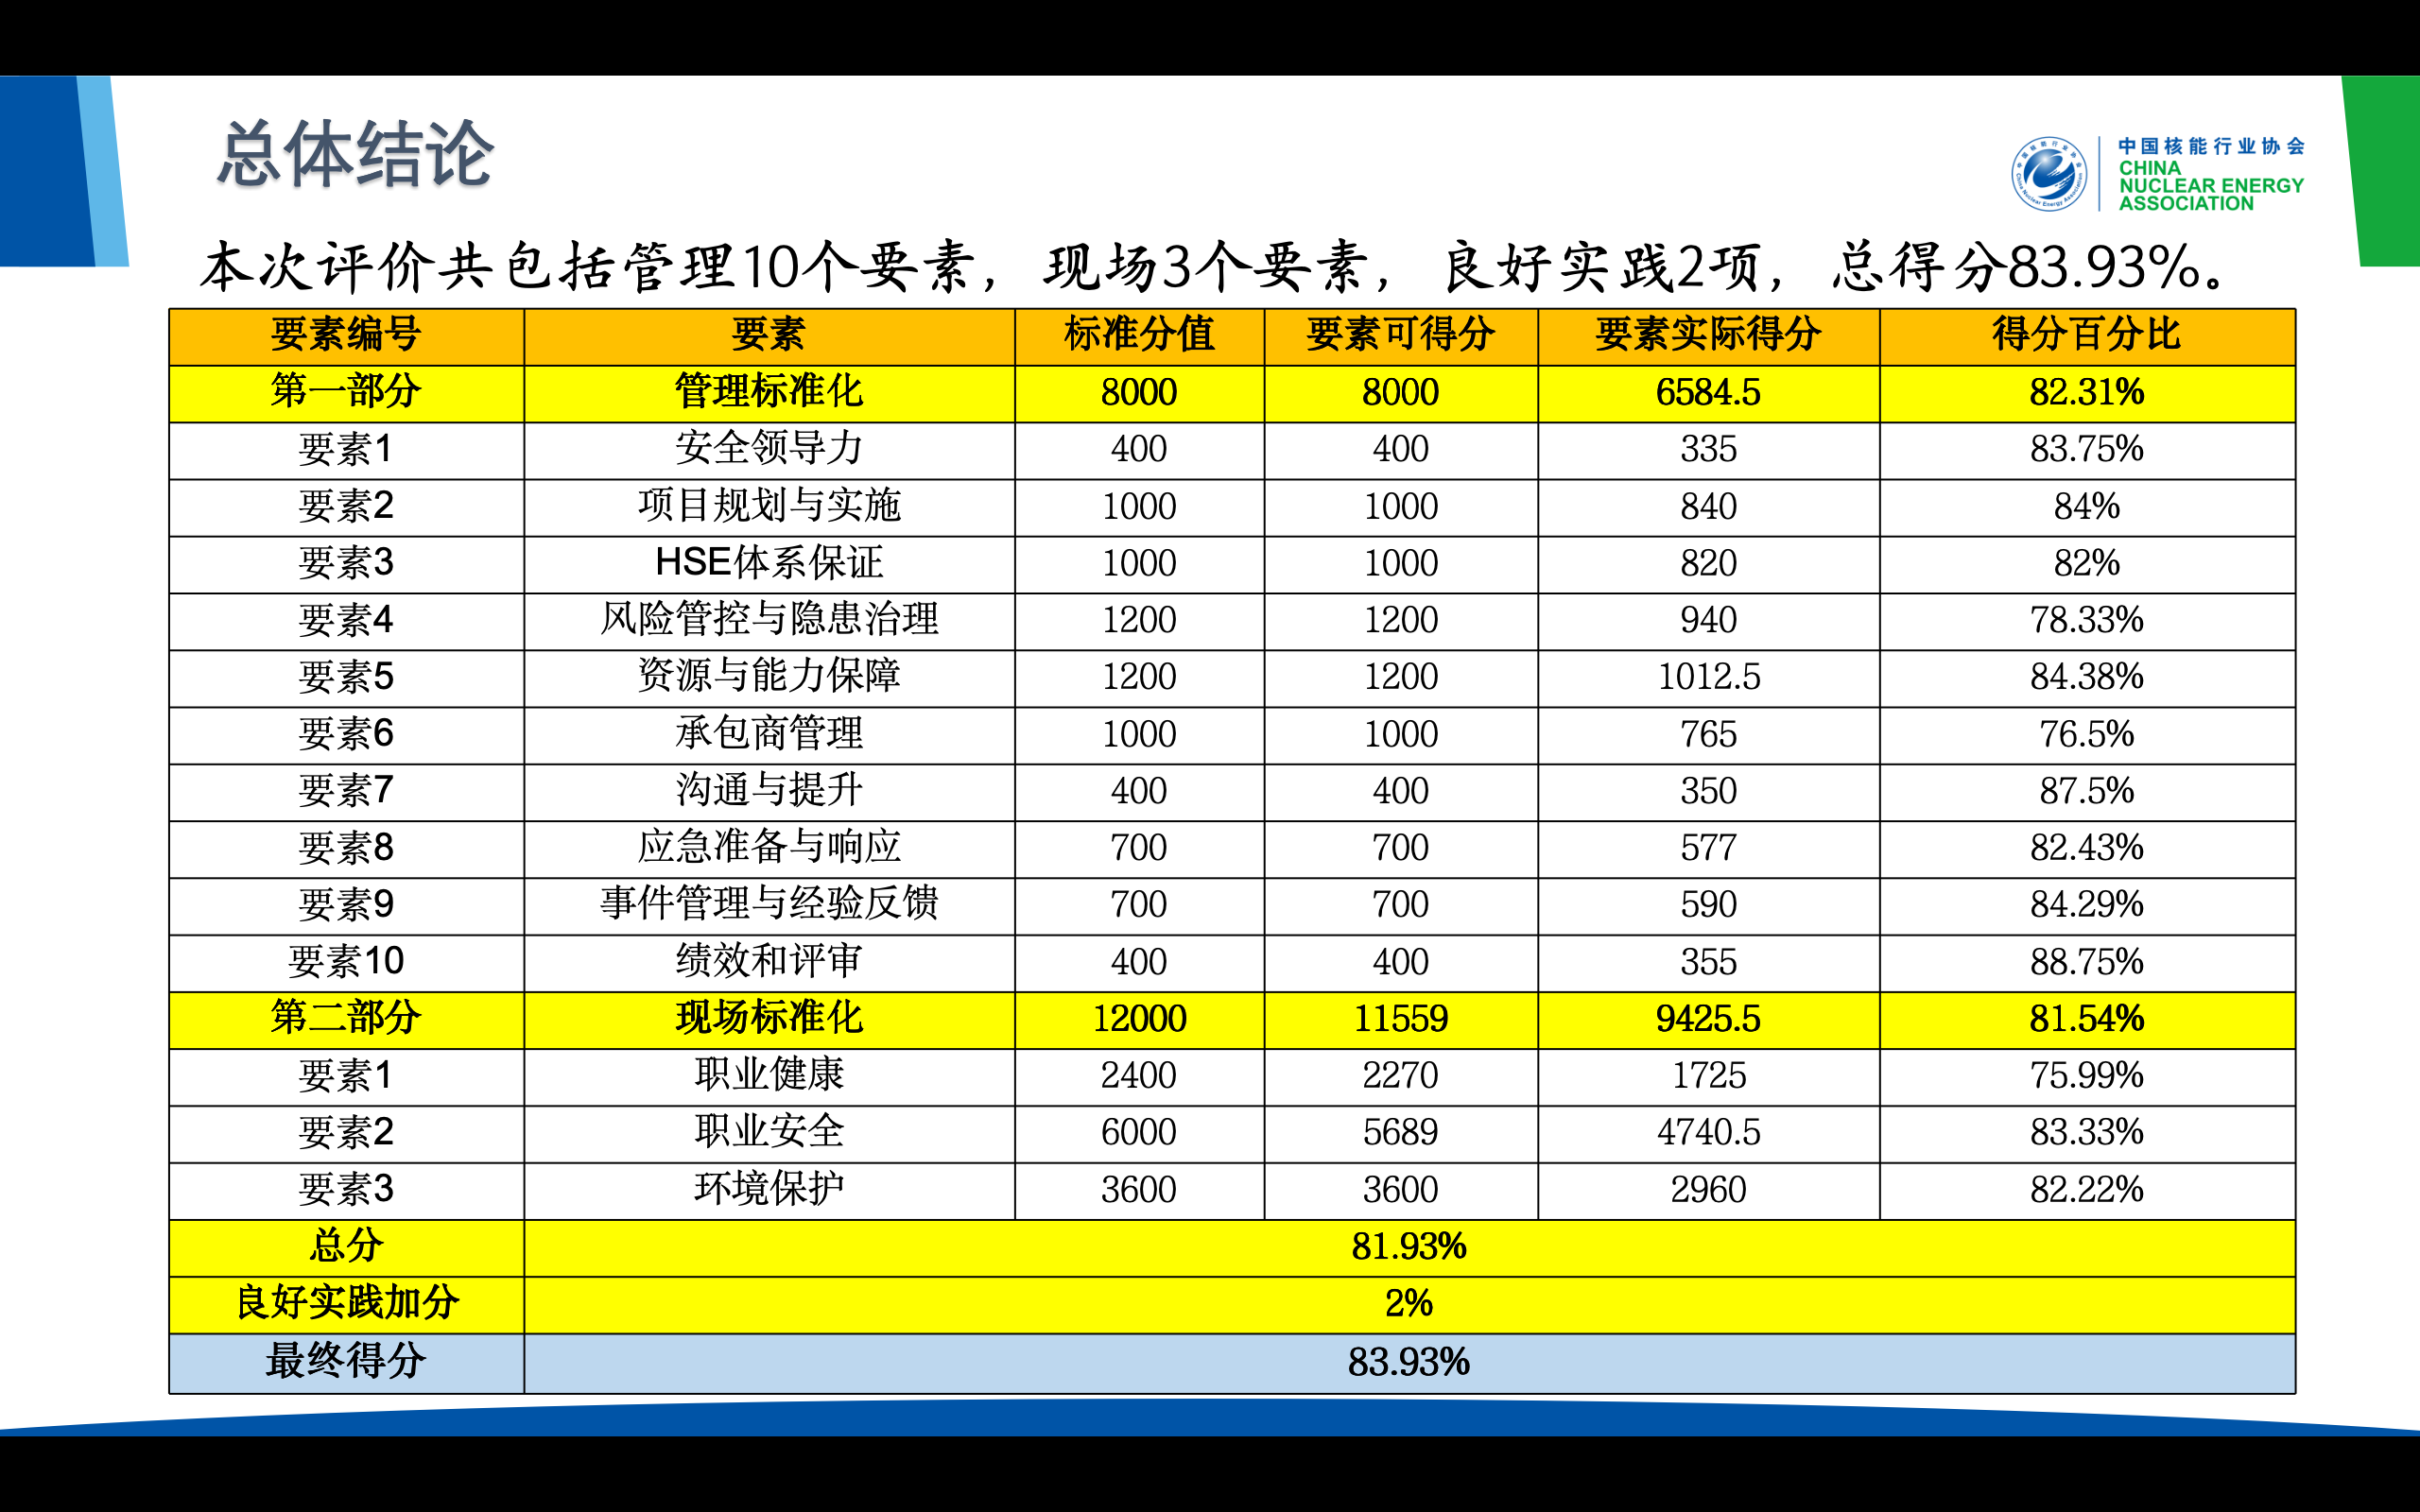 总体结论
中国核能行业协会
CHINA
NUCLEAR ENERGY
ASSOCIATION
本次评价共包括管理10个要素，现场3个要素，良好实践2项，总得分83.93%。
要素编号 要素 标准分值 要素可得分 要素实际得分 得分百分比
第一部分 管理标准化 8000 8000 6584.5 82.31%
要素1 安全领导力 400 400 335 83.75%
要素2 项目规划与实施 1000 1000 840 84%
要素3 HSE体系保证 1000 1000 820 82%
要素4 风险管控与隐患治理 1200 1200 940 78.33%
要素5 资源与能力保障 1200 1200 1012.5 84.38%
要素6 承包商管理 1000 1000 765 76.5%
要素7 沟通与提升 400 400 350 87.5%
要素8 应急准备与响应 700 700 577 82.43%
要素9 事件管理与经验反馈 700 700 590 84.29%
要素10 绩效和评审 400 400 355 88.75%
第二部分 现场标准化 12000 11559 9425.5 81.54%
要素1 职业健康 2400 2270 1725 75.99%
要素2 职业安全 6000 5689 4740.5 83.33%
要素3 环境保护 3600 3600 2960 82.22%
总分 81.93%
良好实践加分 2%
最终得分 83.93%